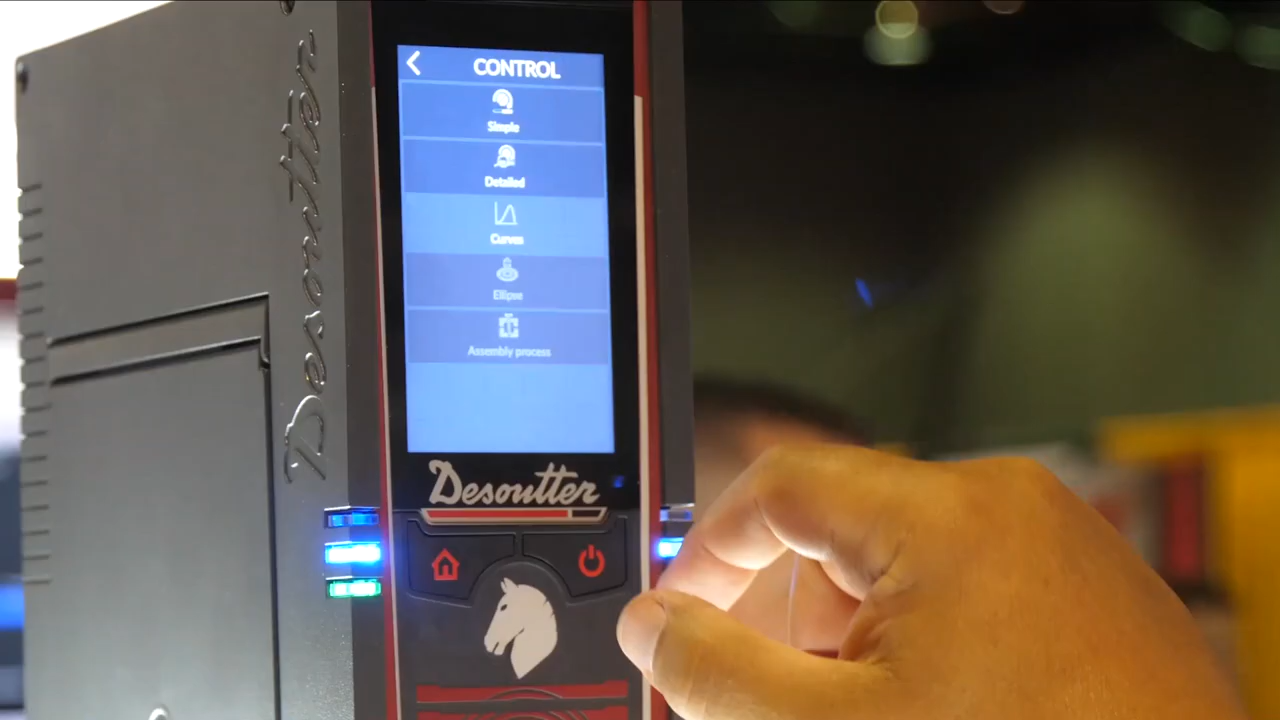 CONTROL
Simple
Detailed
Curves
Ellipse
Assembly process
Desoutter
Desoutter